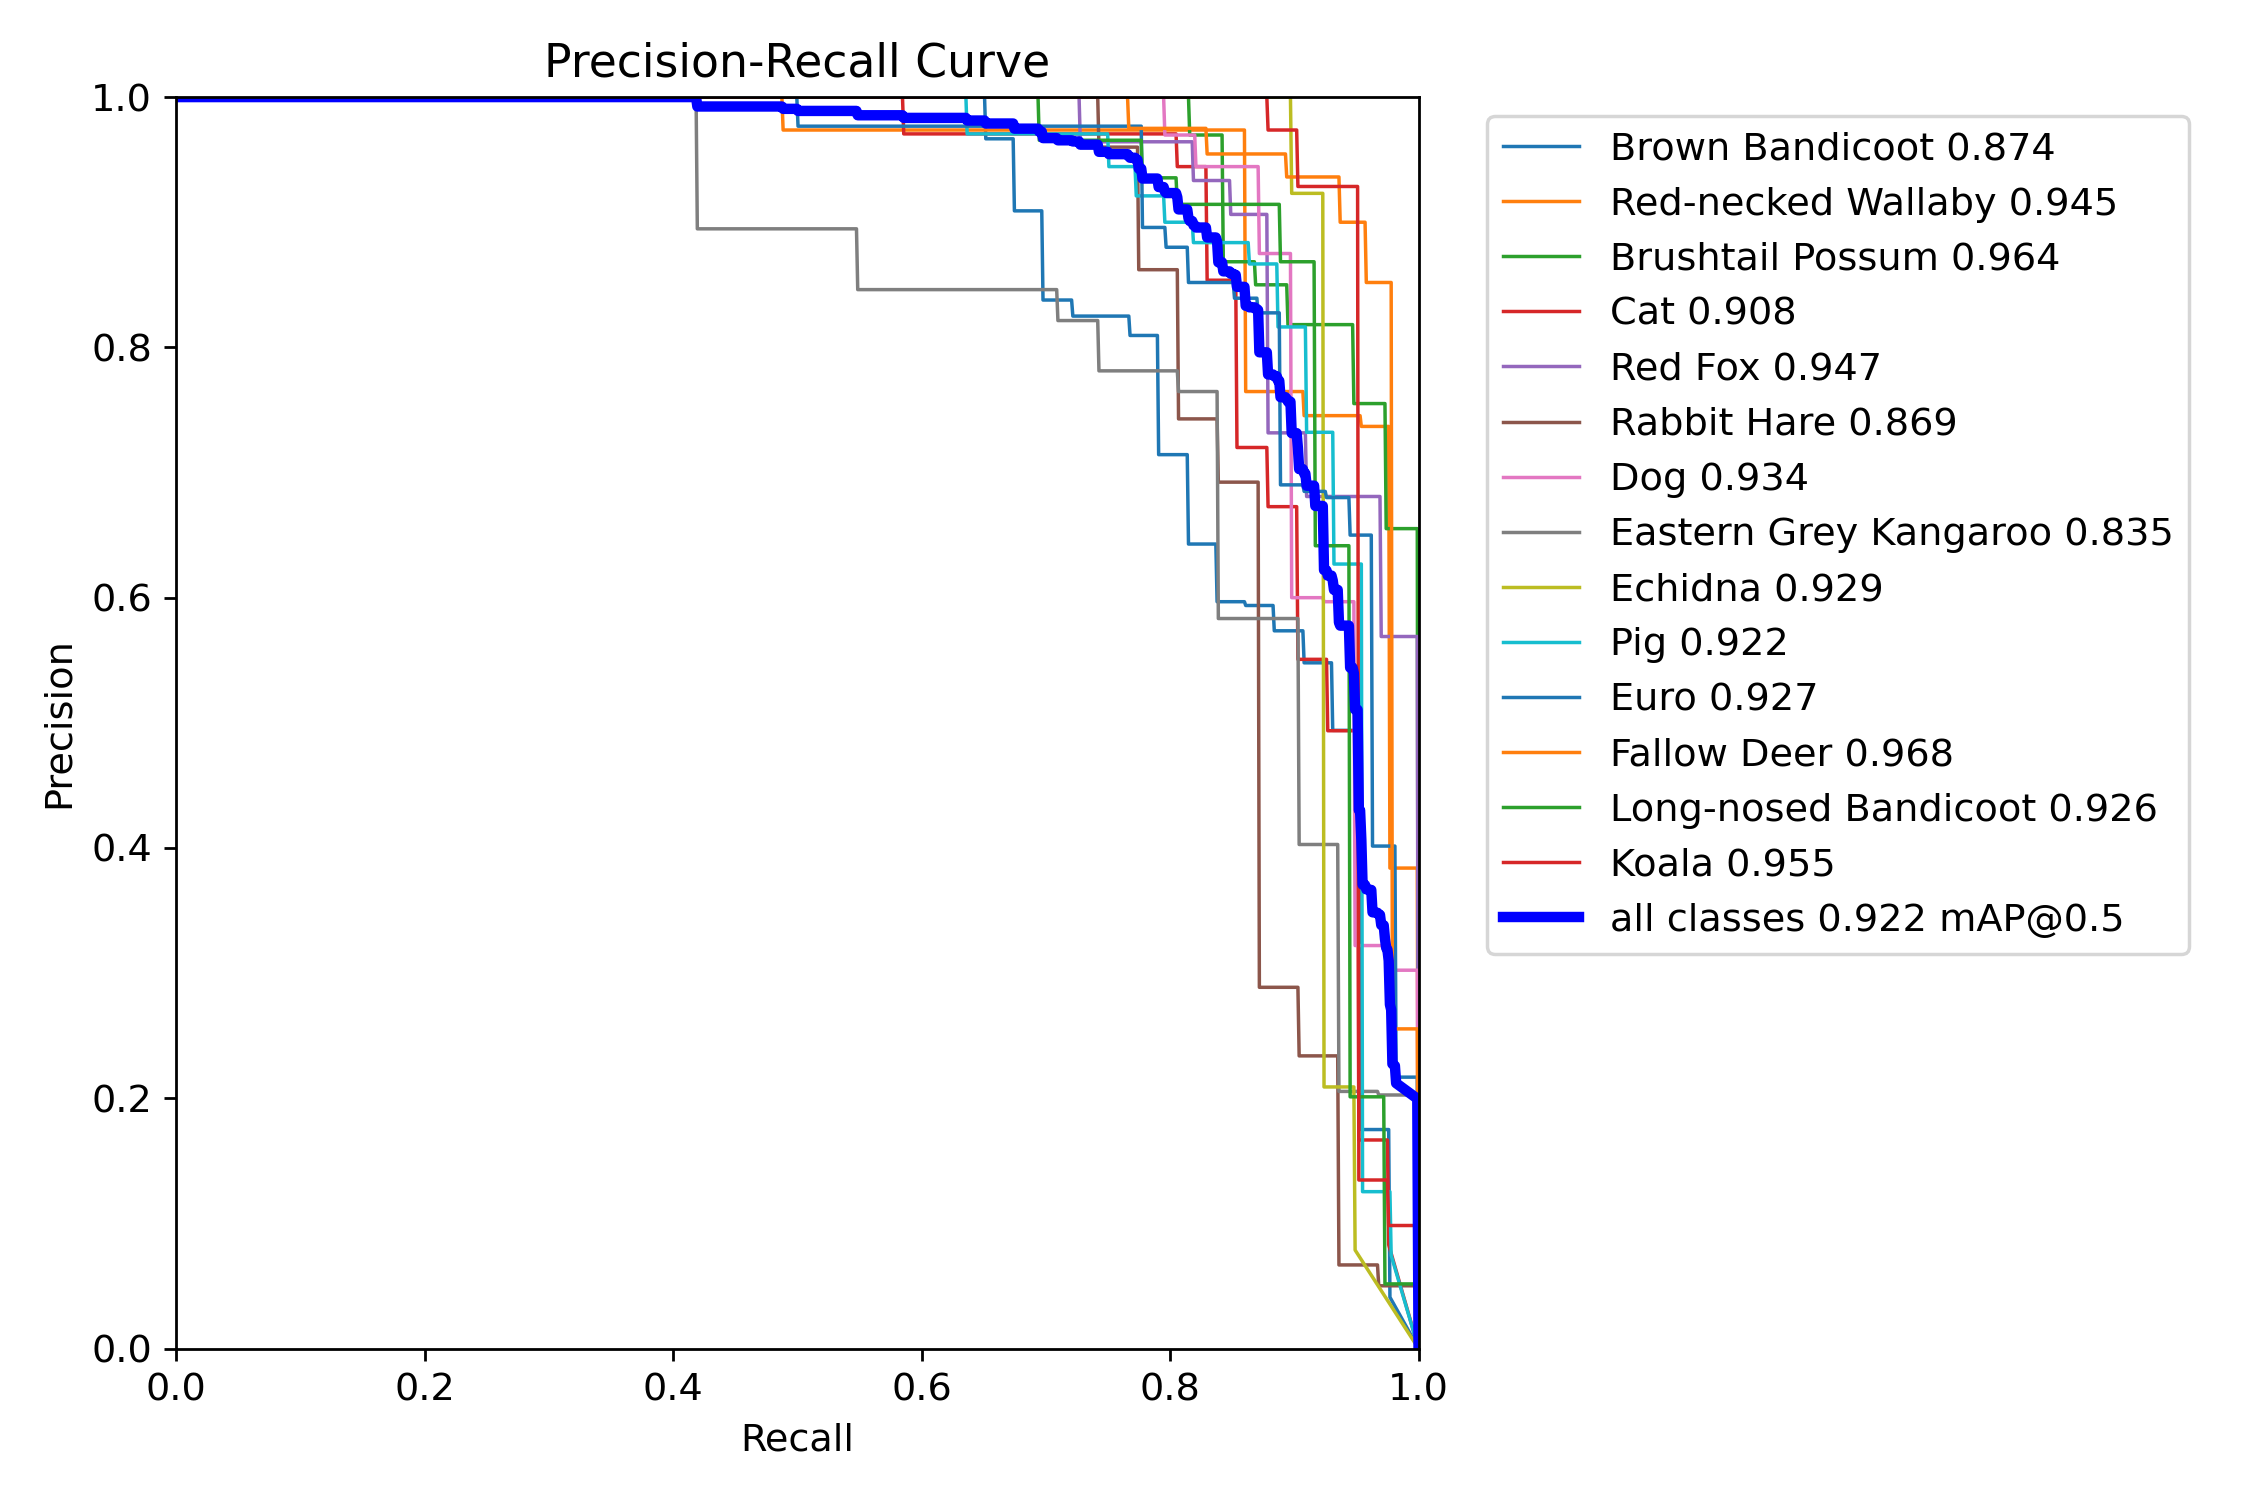 Precision-Recall Curve
1.0
0.8
0.6
0.4
0.2
0.0
Precision
0.0 0.2 0.4 0.6 0.8 1.0
Recall
Brown Bandicoot 0.874
Red-necked Wallaby 0.945
Brushtail Possum 0.964
Cat 0.908
Red Fox 0.947
Rabbit Hare 0.869
Dog 0.934
Eastern Grey Kangaroo 0.835
Echidna 0.929
Pig 0.922
Euro 0.927
Fallow Deer 0.968
Long-nosed Bandicoot 0.926
Koala 0.955
all classes 0.922 mAP@0.5